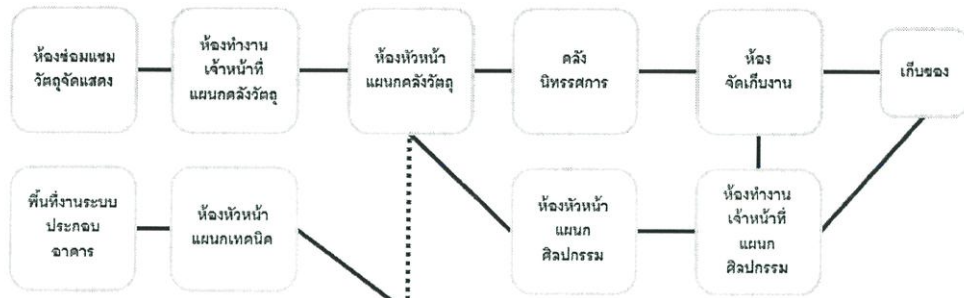 ห้องซ่อมแซม
วัตถุจัดแสดง
ห้องทำงาน
เจ้าหน้าที่
แผนกคลังวัตถุ
ห้องหัวหน้า
แผนกคลังวัตถุ
คลัง
นิทรรศการ
ห้อง
จัดเก็บงาน
เก็บของ
พื้นที่งานระบบ
ประกอบ
อาคาร
ห้องหัวหน้า
แผนกเทคนิค
ห้องหัวหน้า
แผนก
ศิลปกรรม
ห้องทำงาน
เจ้าหน้าที่
แผนก
ศิลปกรรม